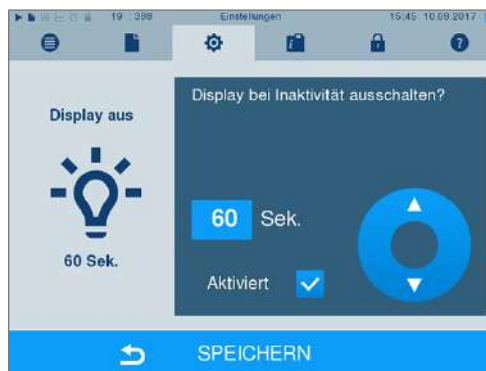 19 : 388 Einstellungen 15:45 10.08.2017
Display aus
60 Sek.
Display bei Inaktivität ausschalten?
60 Sek.
Aktiviert
SPEICHERN